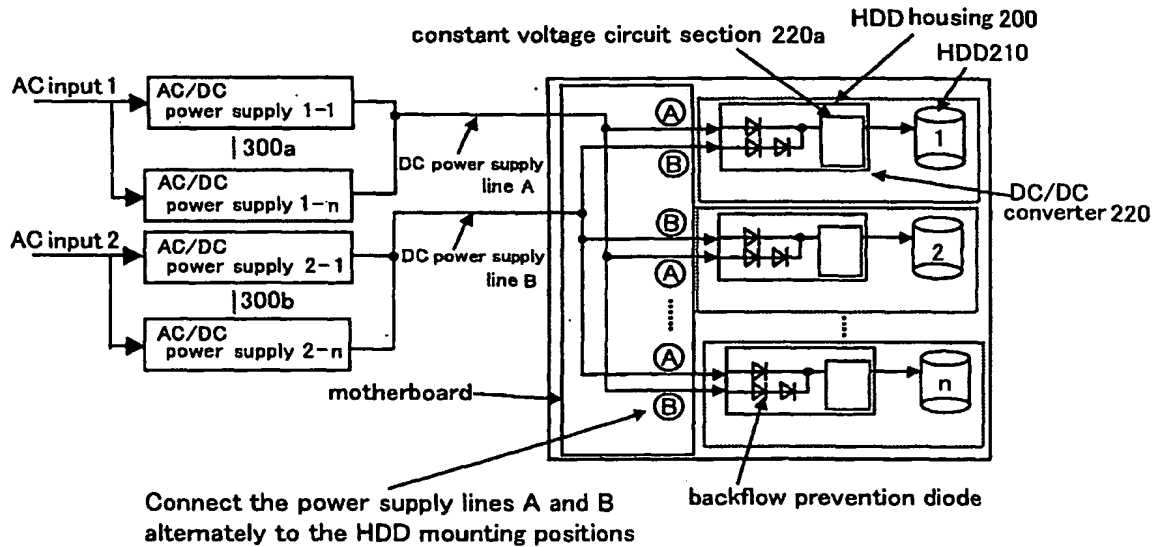 constant voltage circuit section 220a
HDD housing 200
HDD210
AC input 1
AC/DC
power supply 1-1
300a
AC/DC
power supply 1-n
DC power supply
line A
AC input 2
AC/DC
power supply 2-1
300b
AC/DC
power supply 2-n
DC power supply
line B
A
B
1
DC/DC
converter 220
B
A
2
A
B
n
motherboard
backflow prevention diode
Connect the power supply lines A and B
alternately to the HDD mounting positions